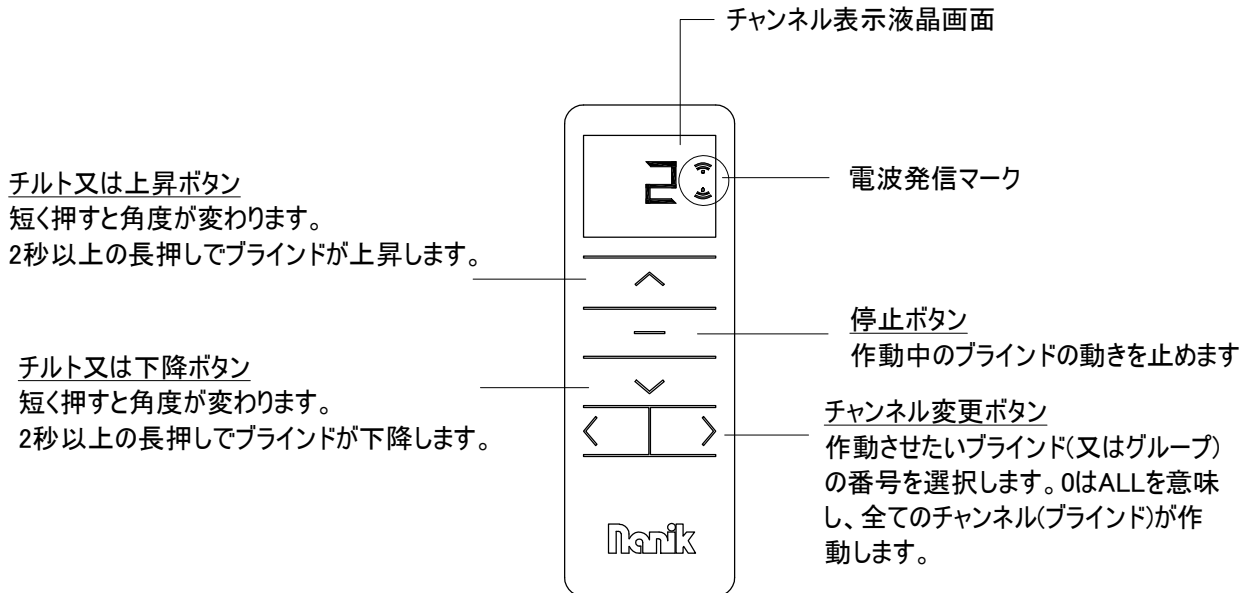 チャンネル表示液晶画面
2
電波発信マーク
チルト又は上昇ボタン
短く押すと角度が変わります。
2秒以上の長押しでブラインドが上昇します。
停止ボタン
作動中のブラインドの動きを止めます
チルト又は下降ボタン
短く押すと角度が変わります。
2秒以上の長押しでブラインドが下降します。
チャンネル変更ボタン
作動させたいブラインド(又はグループ)
の番号を選択します。0はALLを意味
し、全てのチャンネル(ブラインド)が作
動します。
Nanik